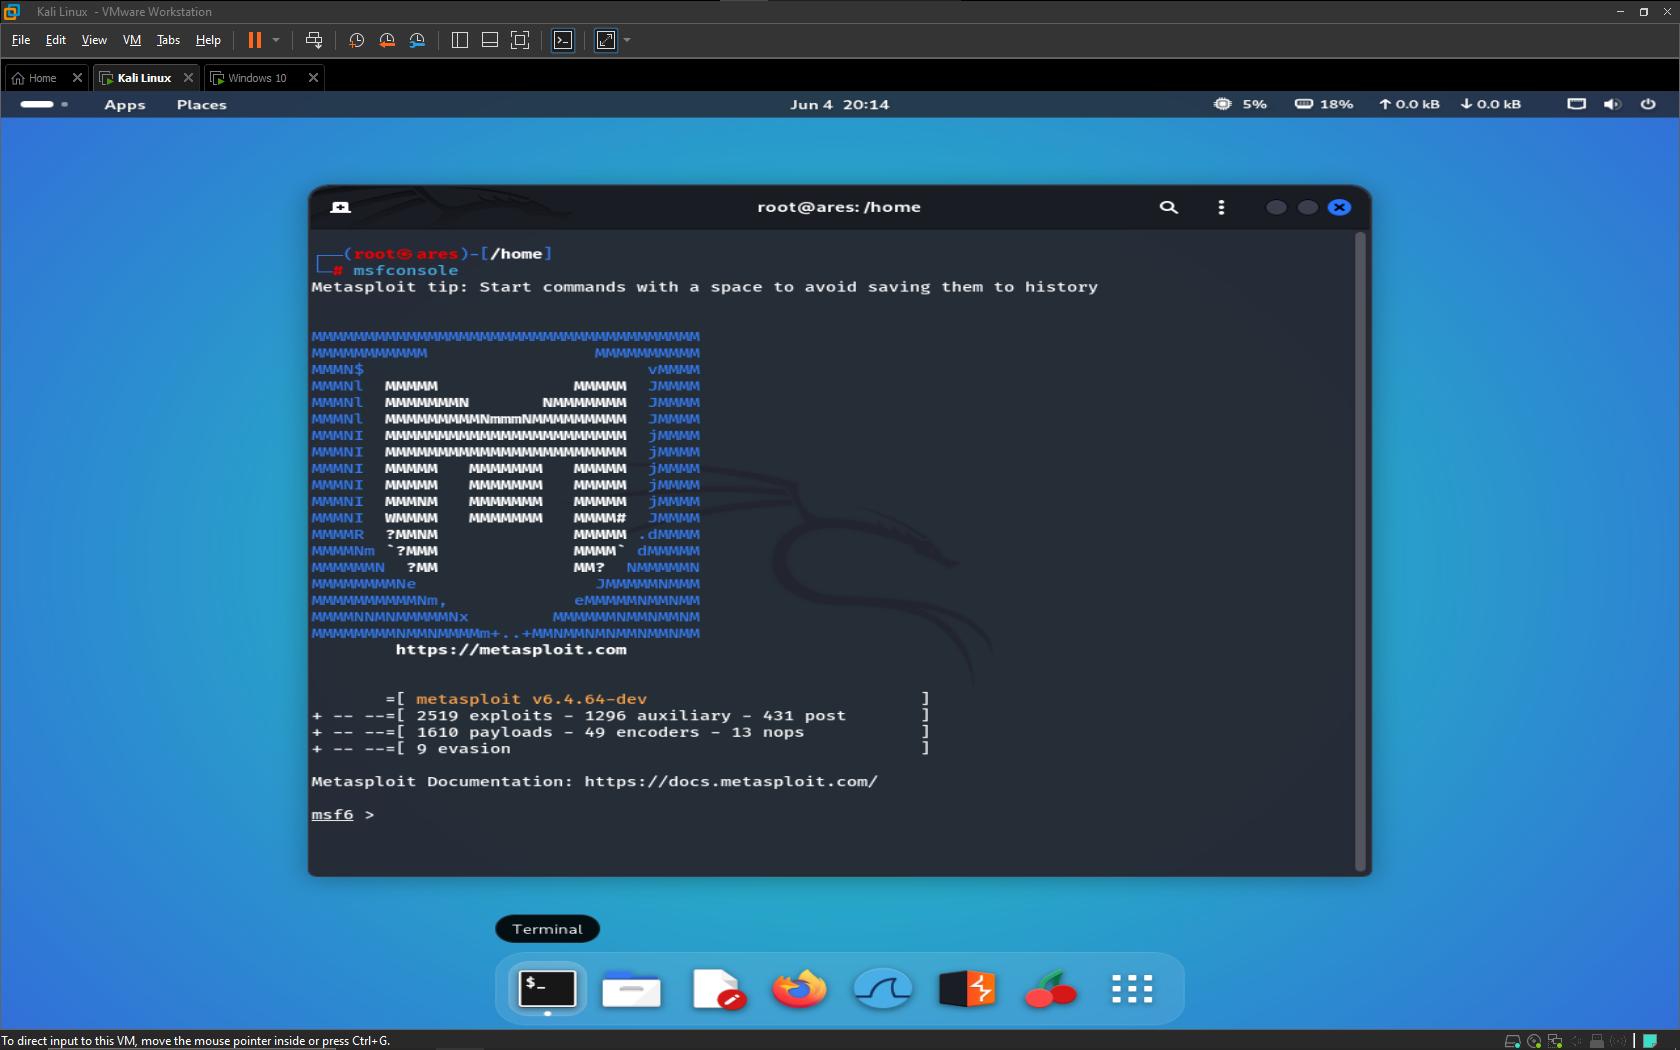 Kali Linux - VMware Workstation
File Edit View VM Tabs Help
Home Kali Linux Windows 10
Apps Places Jun 4 20:14 5% 18% 0.0 kB 0.0 kB
root@ares: /home
┌──(root㉿ares)-[/home]
└─# msfconsole
Metasploit tip: Start commands with a space to avoid saving them to history
MMMMMMMMMMMMMMMMMMMMMMMMMMMMMMMMMMMMM
MMMMMMMMMMM                MMMMMMMMMM
MMMN$                           vMMMM
MMMNl  MMMMM             MMMMM  JMMMM
MMMNl  MMMMMMMN       NMMMMMMM  JMMMM
MMMNl  MMMMMMMMMNmmmNMMMMMMMMM  JMMMM
MMMNI  MMMMMMMMMMMMMMMMMMMMMMM  jMMMM
MMMNI  MMMMMMMMMMMMMMMMMMMMMMM  jMMMM
MMMNI  MMMMM   MMMMMMM   MMMMM  jMMMM
MMMNI  MMMMM   MMMMMMM   MMMMM  jMMMM
MMMNI  MMMNM   MMMMMMM   MMMMM  jMMMM
MMMNI  WMMMM   MMMMMMM   MMMM#  JMMMM
MMMMR  ?MMNM             MMMMM .dMMMM
MMMMNm `?MMM             MMMM` dMMMMM
MMMMMMN  ?MM             MM?  NMMMMMN
MMMMMMMMNe                 JMMMMMNMMM
MMMMMMMMMMNm,            eMMMMMNMMNMM
MMMMNNMNMMMMMNx        MMMMMMNMMNMMNM
MMMMMMMMNMMNMMMMm+..+MMNMMNMNMMNMMNMM
https://metasploit.com
=[ metasploit v6.4.64-dev ]
+ -- --=[ 2519 exploits - 1296 auxiliary - 431 post ]
+ -- --=[ 1610 payloads - 49 encoders - 13 nops ]
+ -- --=[ 9 evasion ]
Metasploit Documentation: https://docs.metasploit.com/
msf6 >
Terminal
$_
To direct input to this VM, move the mouse pointer inside or press Ctrl+G.